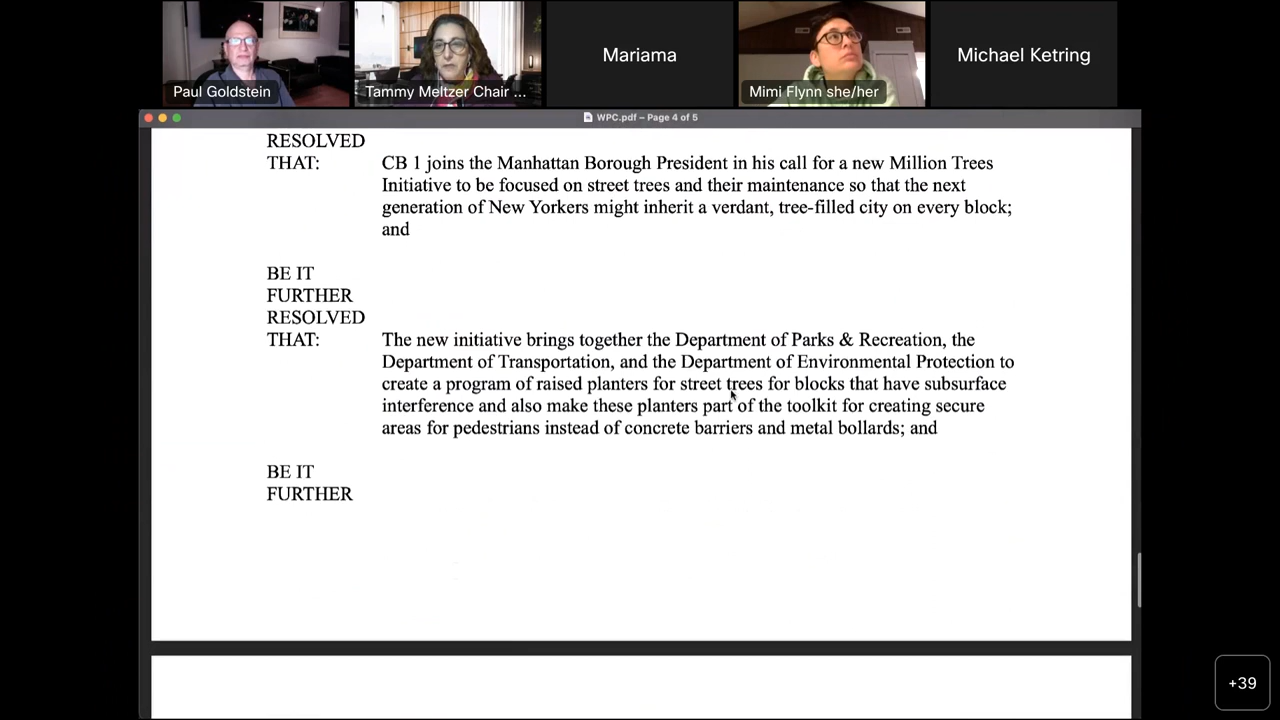 Paul Goldstein
Tammy Meltzer Chair ...
Mariama
Mimi Flynn she/her
Michael Ketring
WPC.pdf – Page 4 of 5
RESOLVED
THAT: CB 1 joins the Manhattan Borough President in his call for a new Million Trees
Initiative to be focused on street trees and their maintenance so that the next
generation of New Yorkers might inherit a verdant, tree-filled city on every block;
and
BE IT
FURTHER
RESOLVED
THAT: The new initiative brings together the Department of Parks & Recreation, the
Department of Transportation, and the Department of Environmental Protection to
create a program of raised planters for street trees for blocks that have subsurface
interference and also make these planters part of the toolkit for creating secure
areas for pedestrians instead of concrete barriers and metal bollards; and
BE IT
FURTHER
+39